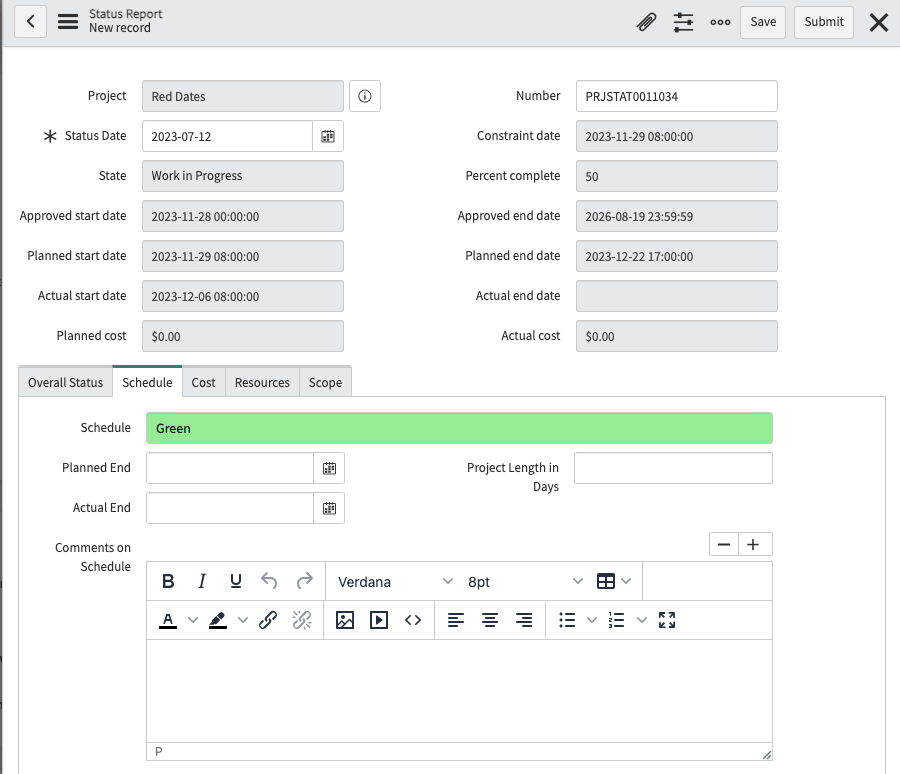 Status Report
New record
Save
Submit
Project
Red Dates
Number
PRJSTAT0011034
Status Date
2023-07-12
Constraint date
2023-11-29 08:00:00
State
Work in Progress
Percent complete
50
Approved start date
2023-11-28 00:00:00
Approved end date
2026-08-19 23:59:59
Planned start date
2023-11-29 08:00:00
Planned end date
2023-12-22 17:00:00
Actual start date
2023-12-06 08:00:00
Actual end date
Planned cost
$0.00
Actual cost
$0.00
Overall Status
Schedule
Cost
Resources
Scope
Schedule
Green
Planned End
Project Length in
Days
Actual End
Comments on
Schedule
B I U
Verdana
8pt
A
P